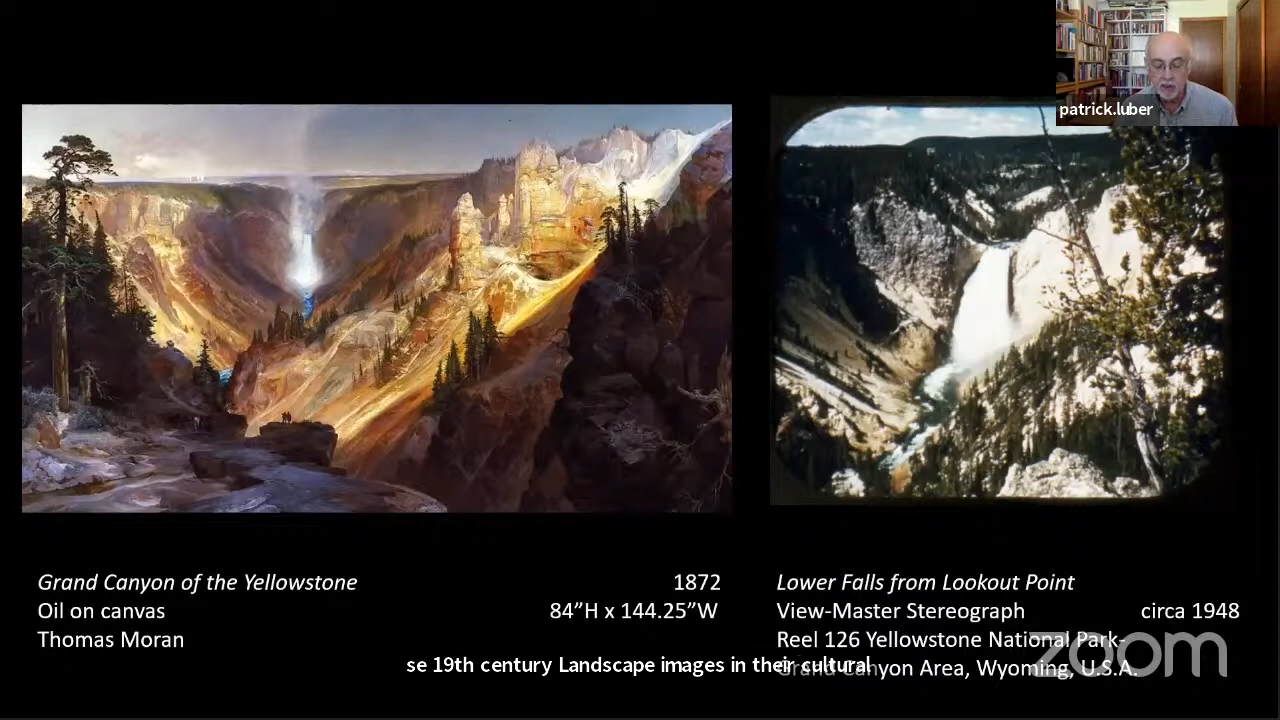 patrick.luber
Grand Canyon of the Yellowstone 1872
Oil on canvas 84”H x 144.25”W
Thomas Moran
Lower Falls from Lookout Point
View-Master Stereograph circa 1948
Reel 126 Yellowstone National Park-
Grand Canyon Area, Wyoming, U.S.A.
se 19th century Landscape images in their cultural
zoom